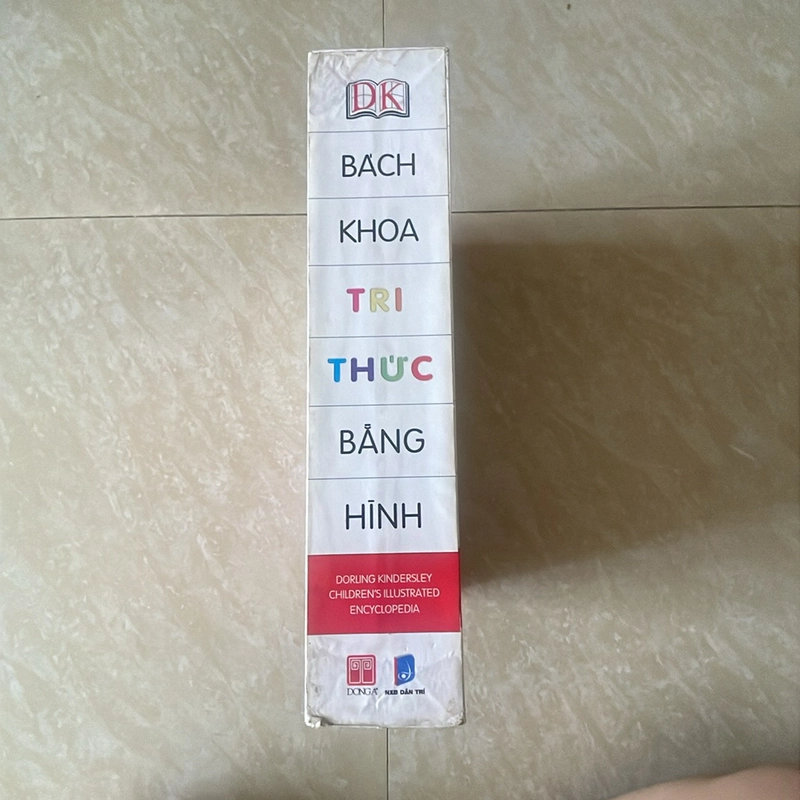 DK
BÁCH
KHOA
TRI
THỨC
BẰNG
HÌNH
DORLING KINDERSLEY
CHILDREN'S ILLUSTRATED
ENCYCLOPEDIA
ĐÔNG A
NXB DÂN TRÍ